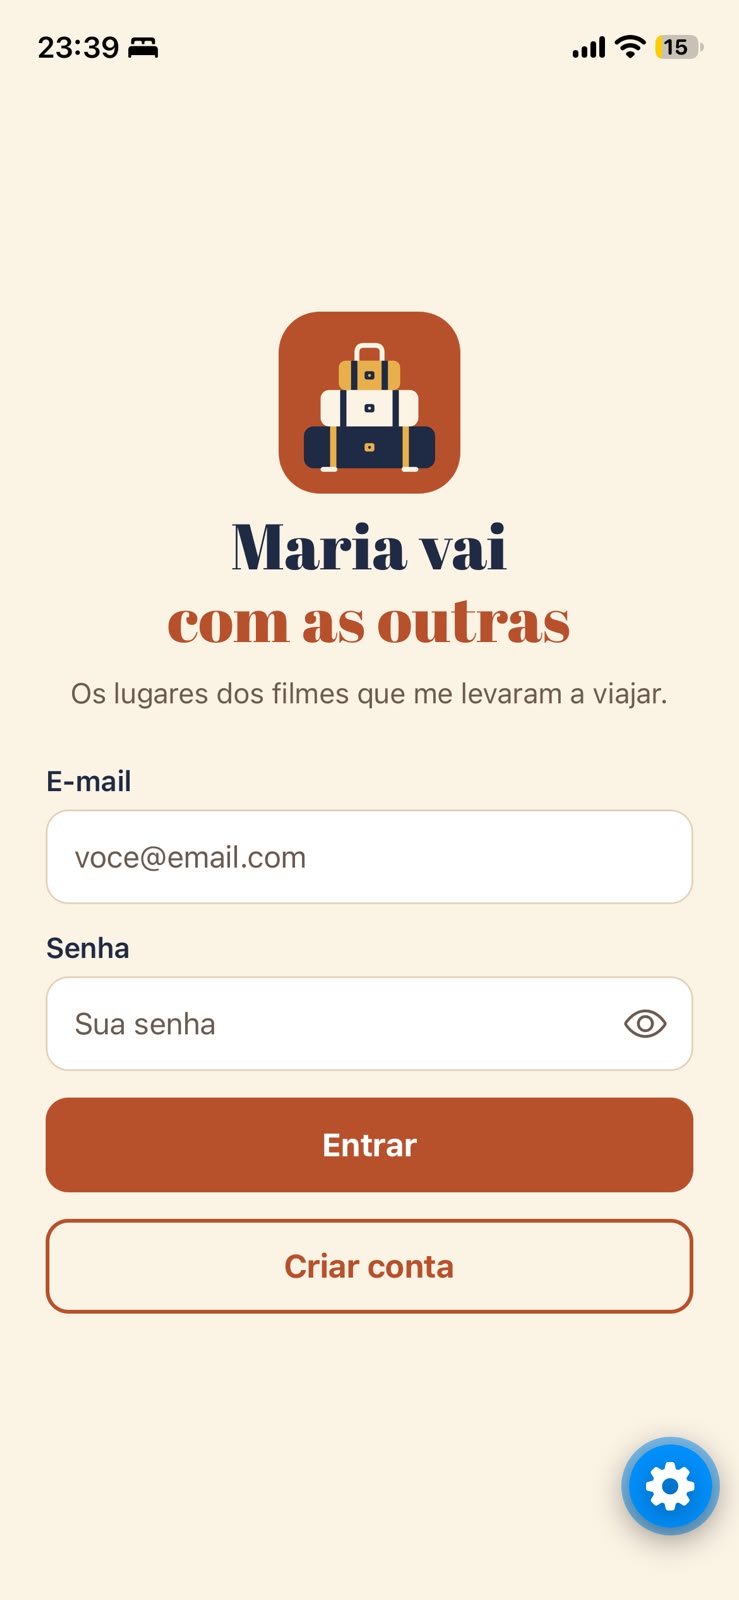 23:39
15
Maria vai
com as outras
Os lugares dos filmes que me levaram a viajar.
E-mail
voce@email.com
Senha
Sua senha
Entrar
Criar conta